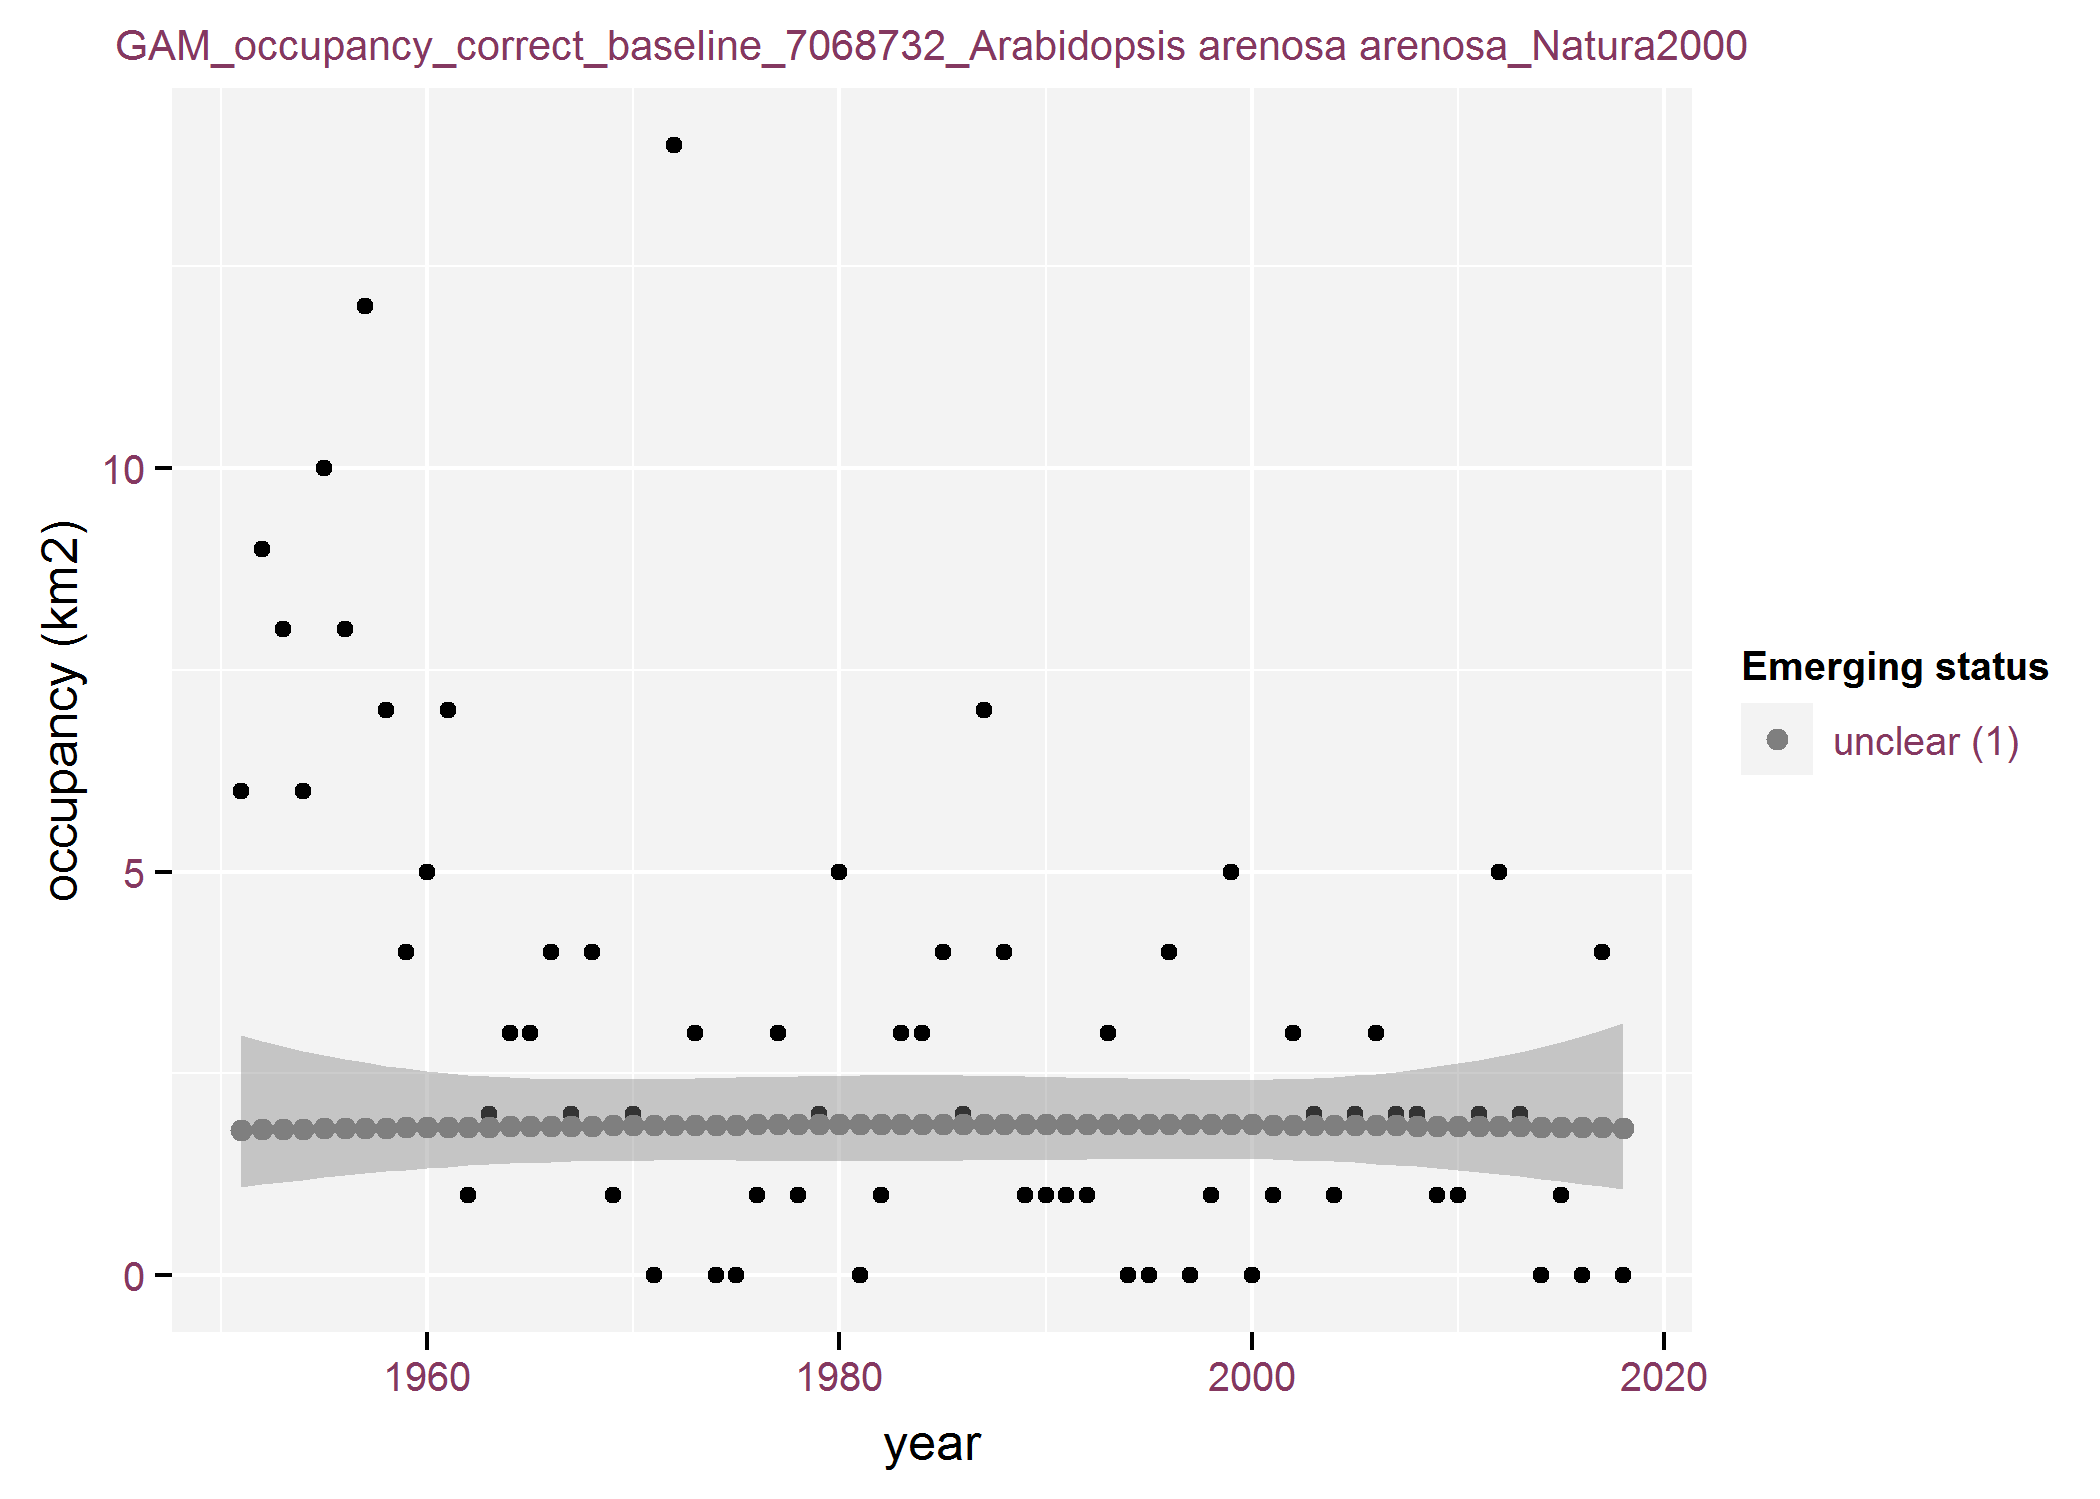 GAM_occupancy_correct_baseline_7068732_Arabidopsis arenosa arenosa_Natura2000
10
5
0
occupancy (km2)
1960
1980
2000
2020
year
Emerging status
unclear (1)